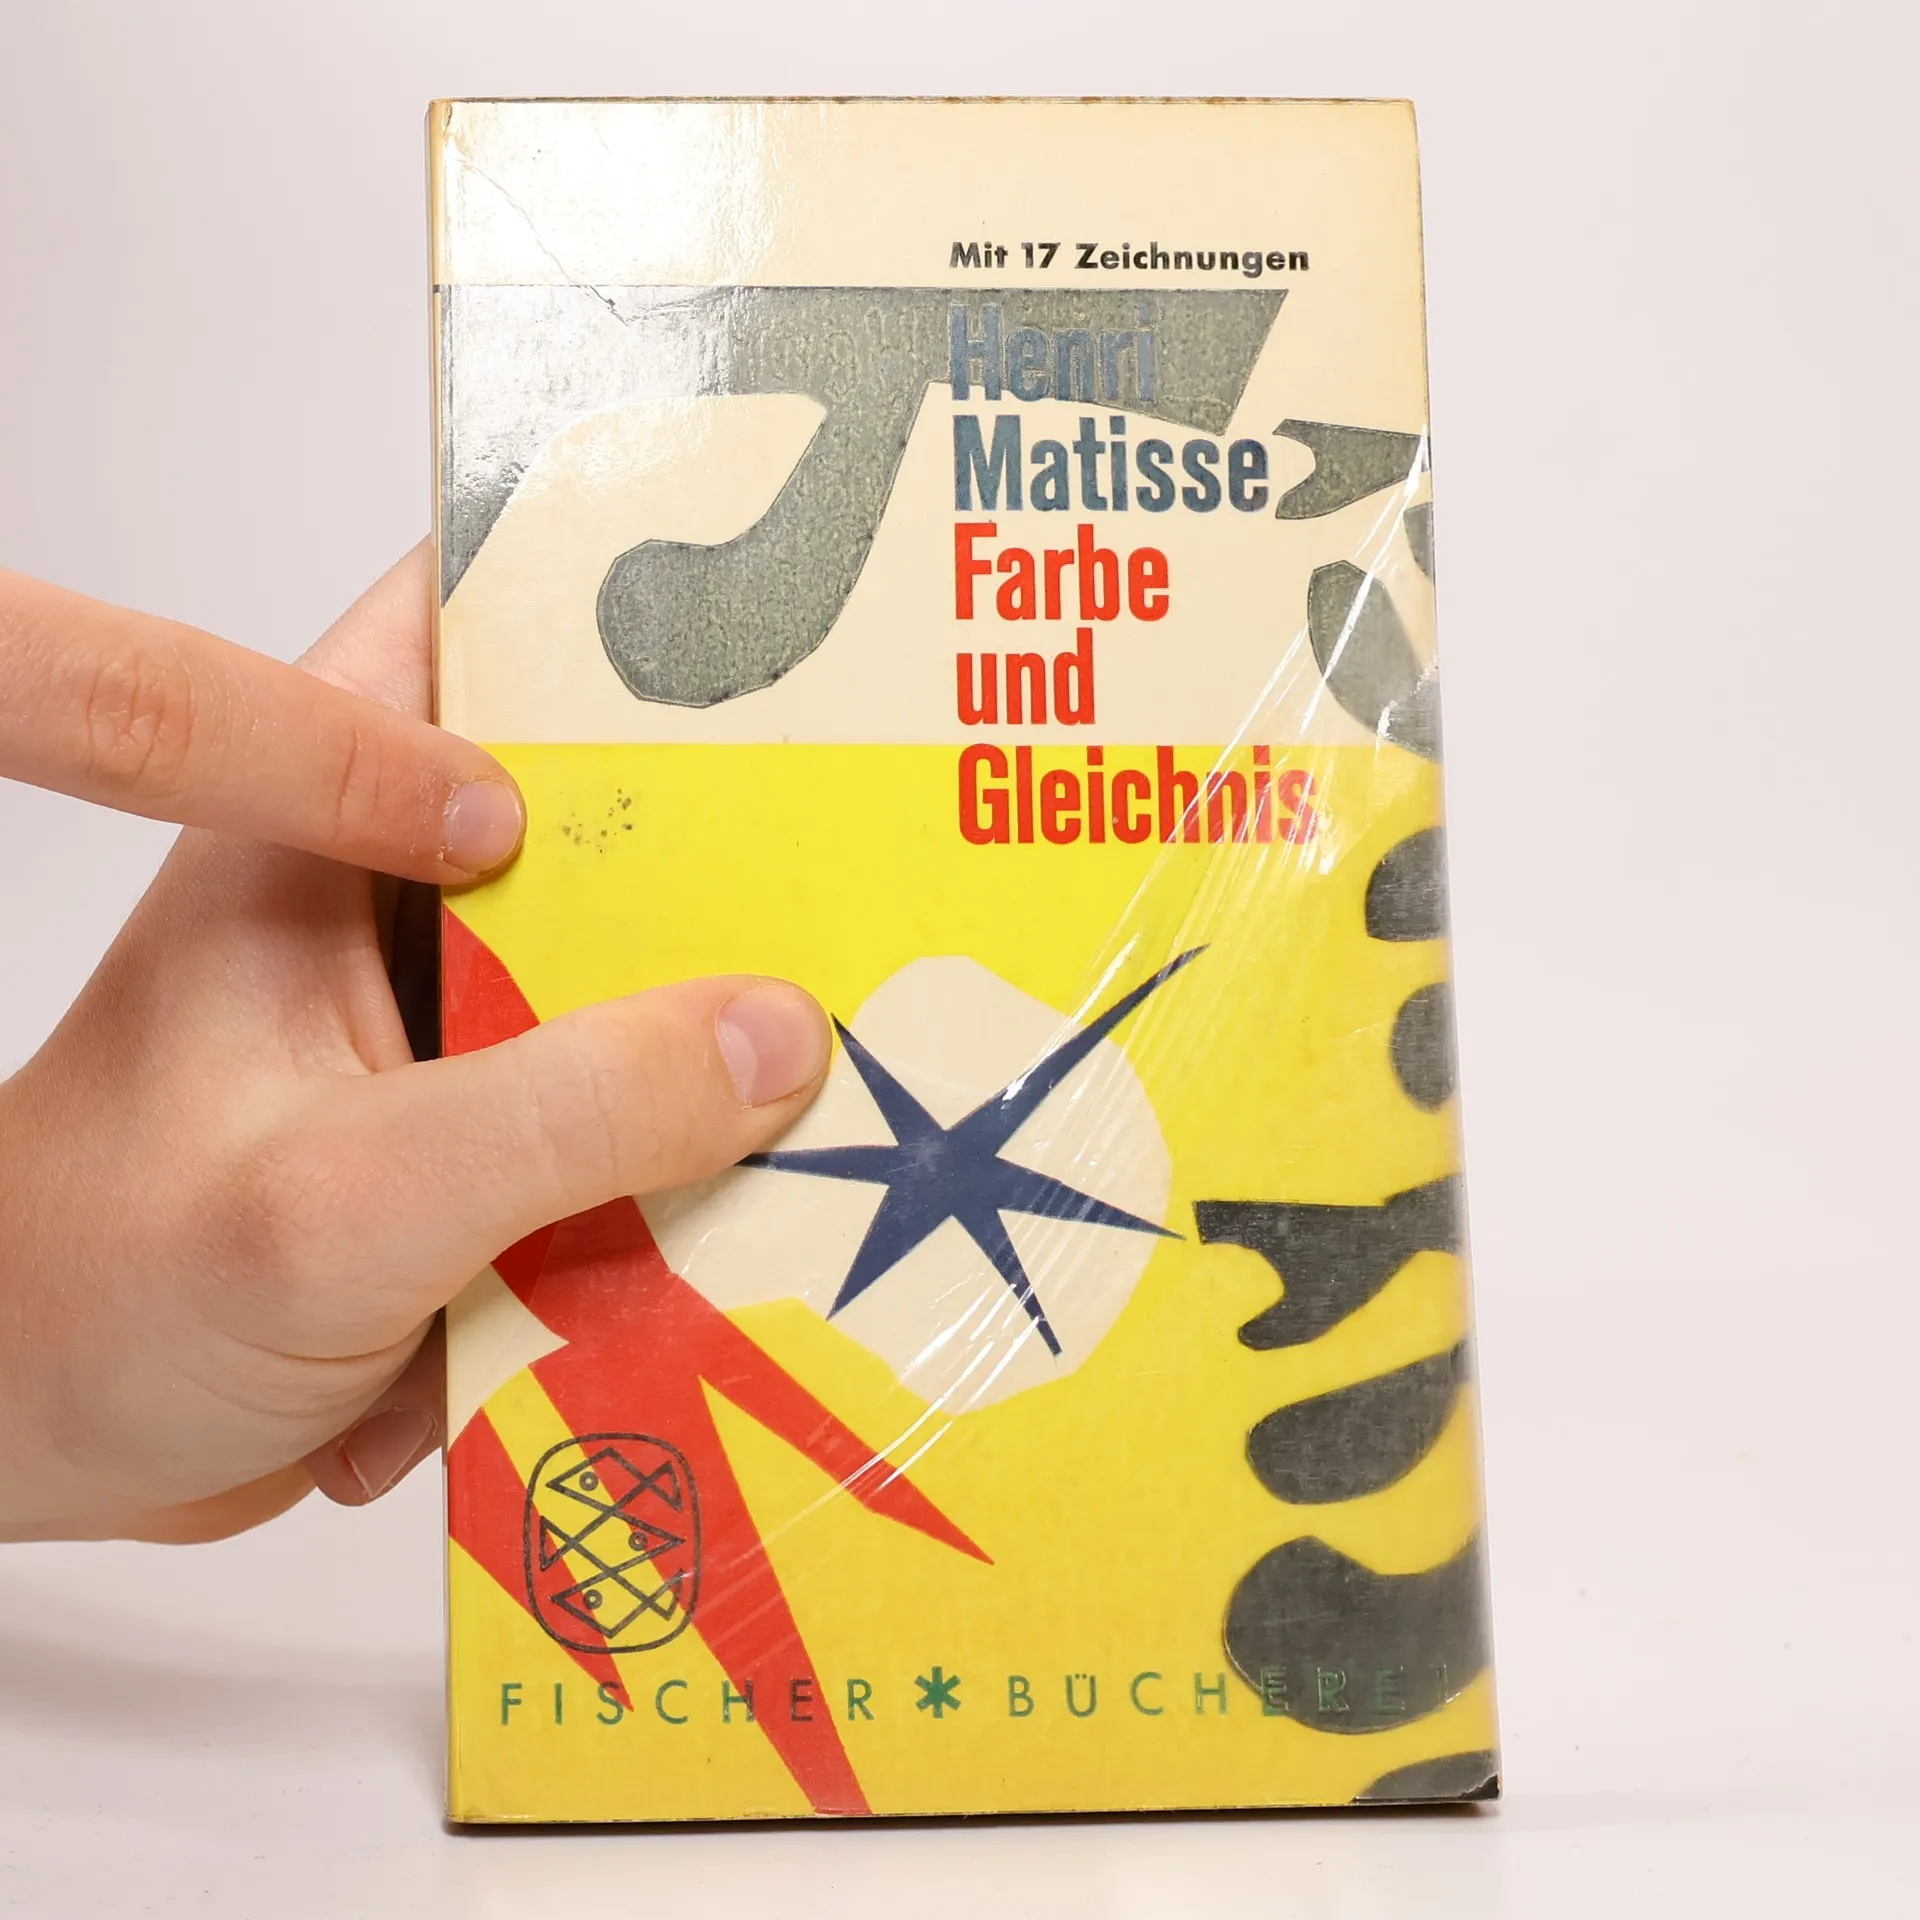 Mit 17 Zeichnungen
Henri
Matisse
Farbe
und
Gleichnis
FISCHER * BÜCHEREI